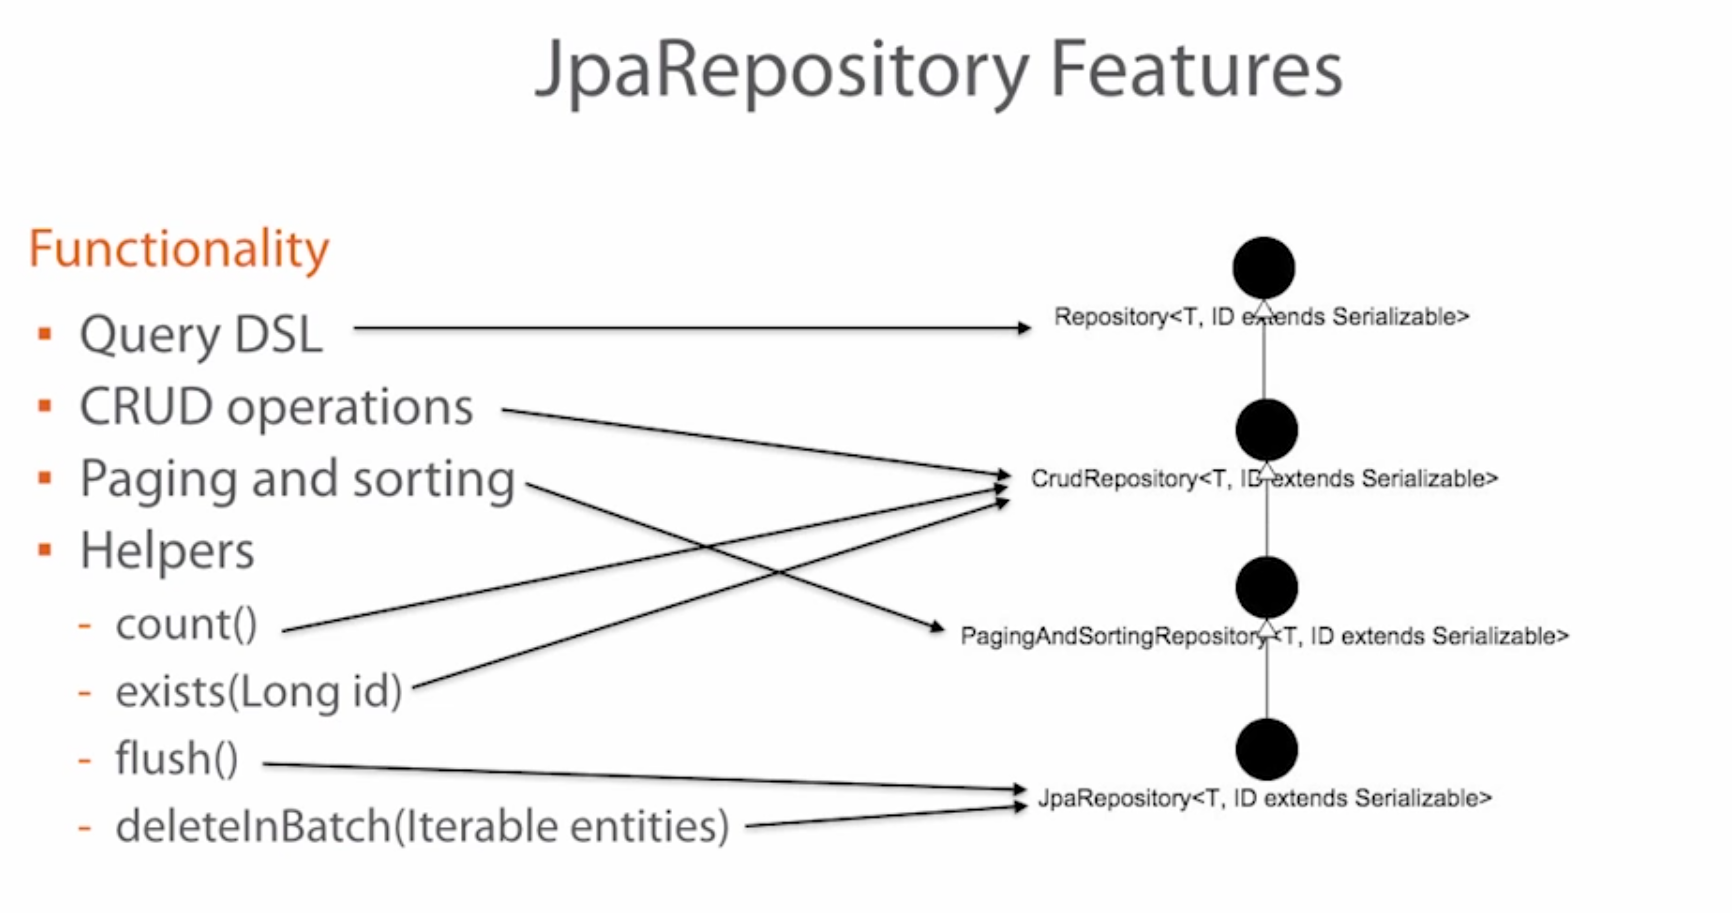 JpaRepository Features
Functionality
▪ Query DSL
▪ CRUD operations
▪ Paging and sorting
▪ Helpers
- count()
- exists(Long id)
- flush()
- deleteInBatch(Iterable entities)
Repository<T, ID extends Serializable>
CrudRepository<T, ID extends Serializable>
PagingAndSortingRepository<T, ID extends Serializable>
JpaRepository<T, ID extends Serializable>